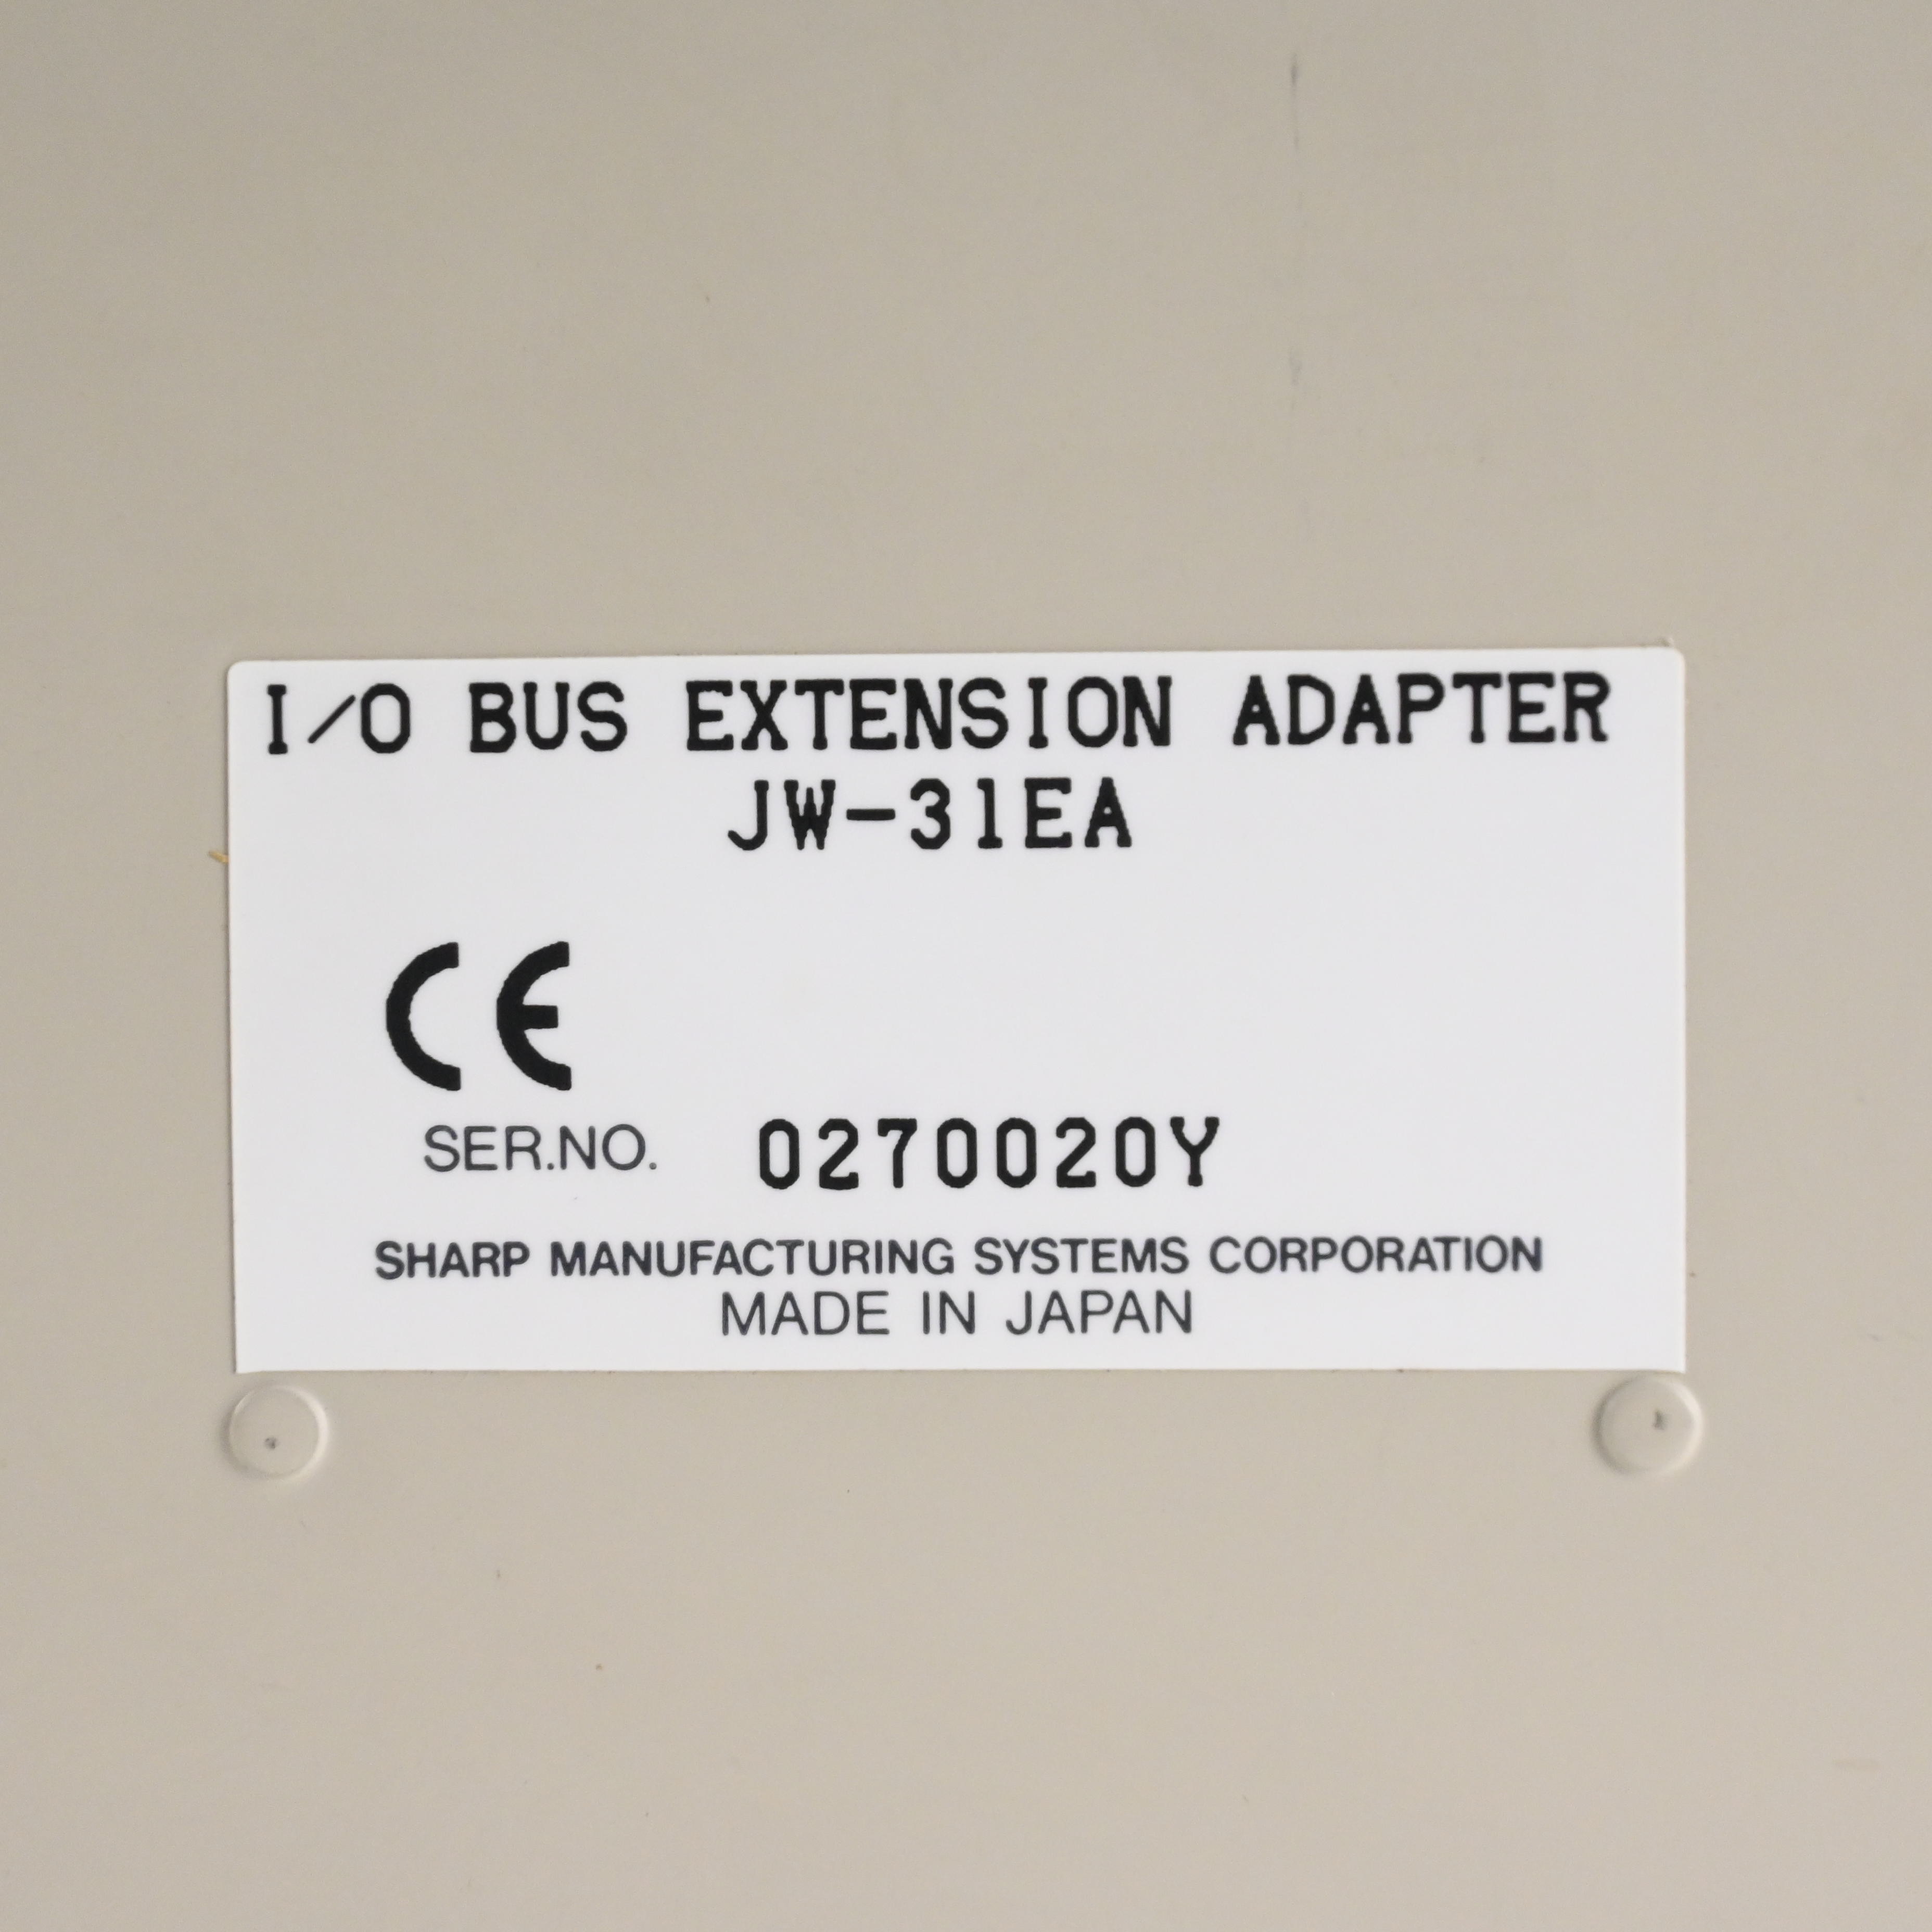 I/O BUS EXTENSION ADAPTER
JW-31EA
CE
SER.NO. 0270020Y
SHARP MANUFACTURING SYSTEMS CORPORATION
MADE IN JAPAN